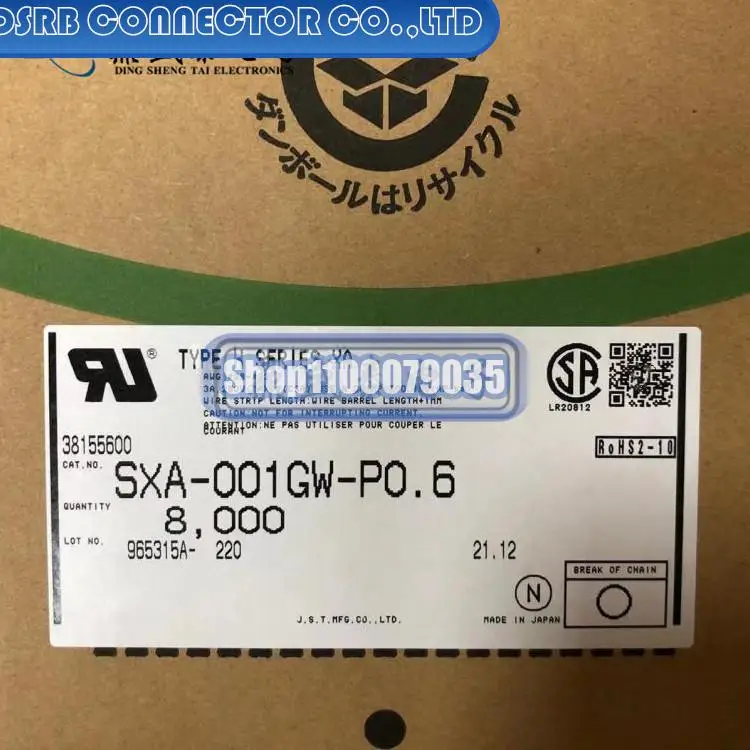 DSRB CONNECTOR CO.,LTD
DING SHENG TAI ELECTRONICS
ダンボールはリサイクル
RU ® TYPE
Shop1100079035
WIRE STRIP LENGTH:WIRE BARREL LENGTH+1MM
CAUTION:NOT FOR INTERRUPTING CURRENT.
ATTENTION:NE PAS UTILISER POUR COUPER LE
COURANT
SA
LR20812
38155600
RoHS2-10
CAT.NO. SXA-001GW-P0.6
QUANTITY 8,000
LOT NO. 965315A- 220 21.12
BREAK OF CHAIN
N
J.S.T.MFG.CO.,LTD. MADE IN JAPAN